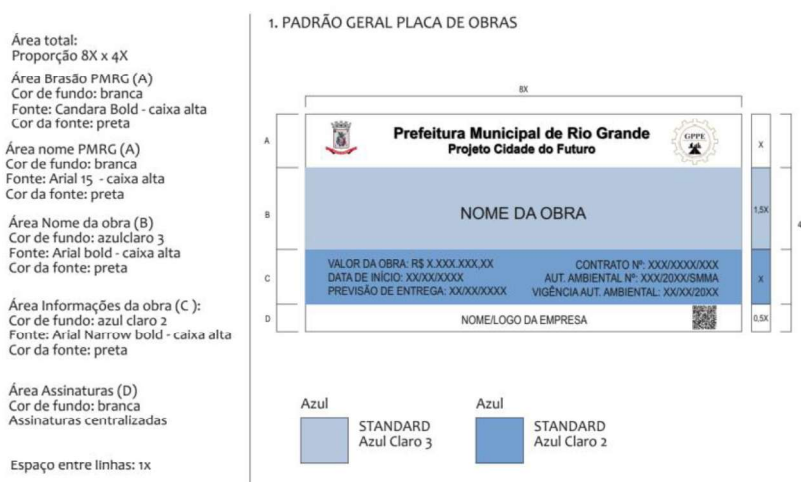 Área total:
Proporção 8X x 4X
Área Brasão PMRG (A)
Cor de fundo: branca
Fonte: Candara Bold - caixa alta
Cor da fonte: preta
Área nome PMRG (A)
Cor de fundo: branca
Fonte: Arial 15 - caixa alta
Cor da fonte: preta
Área Nome da obra (B)
Cor de fundo: azulclaro 3
Fonte: Arial bold - caixa alta
Cor da fonte: preta
Área Informações da obra (C ):
Cor de fundo: azul claro 2
Fonte: Arial Narrow bold - caixa alta
Cor da fonte: preta
Área Assinaturas (D)
Cor de fundo: branca
Assinaturas centralizadas
Espaço entre linhas: 1x
1. PADRÃO GERAL PLACA DE OBRAS
8X
A
Prefeitura Municipal de Rio Grande
Projeto Cidade do Futuro
GPPE
X
B
NOME DA OBRA
1,5X
4
C
VALOR DA OBRA: R$ X.XXX.XXX,XX
DATA DE INÍCIO: XX/XX/XXXX
PREVISÃO DE ENTREGA: XX/XX/XXXX
CONTRATO Nº: XXX/XXXX/XXX
AUT. AMBIENTAL Nº: XXX/20XX/SMMA
VIGÊNCIA AUT. AMBIENTAL: XX/XX/20XX
X
D
NOME/LOGO DA EMPRESA
0,5X
Azul
STANDARD
Azul Claro 3
Azul
STANDARD
Azul Claro 2